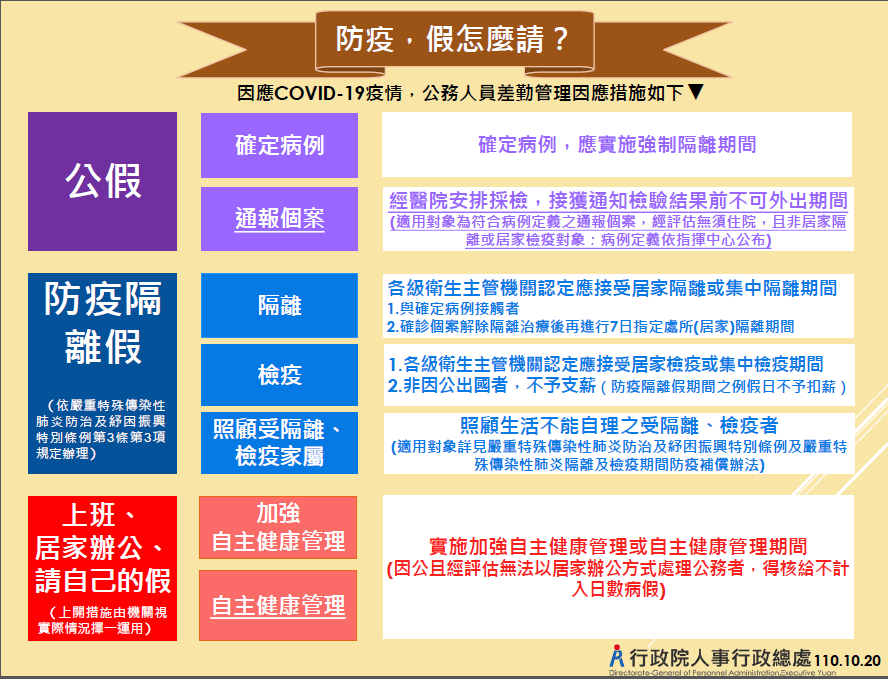 防疫，假怎麼請？
因應COVID-19疫情，公務人員差勤管理因應措施如下▼
公假
確定病例
確定病例，應實施強制隔離期間
通報個案
經醫院安排採檢，接獲通知檢驗結果前不可外出期間
(適用對象為符合病例定義之通報個案，經評估無須住院，且非居家隔
離或居家檢疫對象；病例定義依指揮中心公布)
防疫隔
離假
（依嚴重特殊傳染性
肺炎防治及紓困振興
特別條例第3條第3項
規定辦理）
隔離
各級衛生主管機關認定應接受居家隔離或集中隔離期間
1.與確定病例接觸者
2.確診個案解除隔離治療後再進行7日指定處所(居家)隔離期間
檢疫
1.各級衛生主管機關認定應接受居家檢疫或集中檢疫期間
2.非因公出國者，不予支薪（防疫隔離假期間之例假日不予扣薪）
照顧受隔離、
檢疫家屬
照顧生活不能自理之受隔離、檢疫者
(適用對象詳見嚴重特殊傳染性肺炎防治及紓困振興特別條例及嚴重特
殊傳染性肺炎隔離及檢疫期間防疫補償辦法)
上班、
居家辦公、
請自己的假
（上開措施由機關視
實際情況擇一運用）
加強
自主健康管理
自主健康管理
實施加強自主健康管理或自主健康管理期間
(因公且經評估無法以居家辦公方式處理公務者，得核給不計
入日數病假)
行政院人事行政總處 110.10.20
Directorate-General of Personnel Administration,Executive Yuan